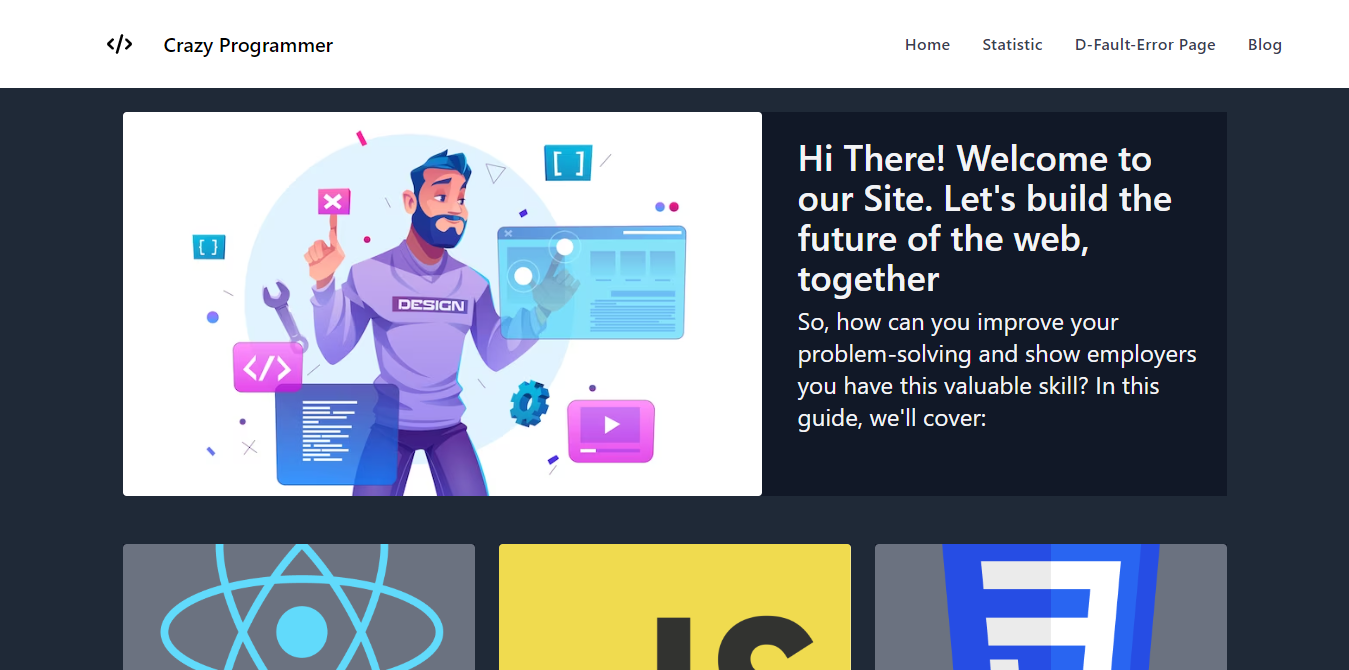 </> Crazy Programmer Home Statistic D-Fault-Error Page Blog
Hi There! Welcome to
our Site. Let's build the
future of the web,
together
So, how can you improve your
problem-solving and show employers
you have this valuable skill? In this
guide, we'll cover:
[ ]
{ }
DESIGN
</>
JS